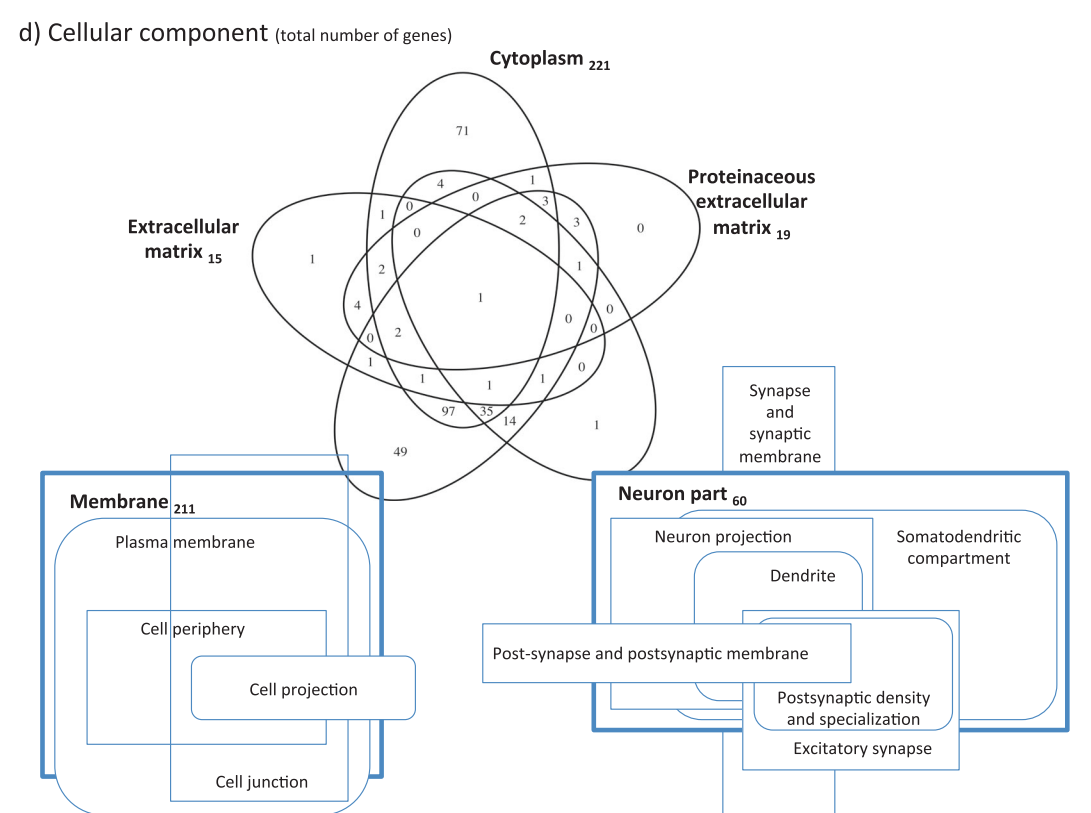 d) Cellular component (total number of genes)
Cytoplasm 221
71
Proteinaceous
extracellular
matrix 19
Extracellular
matrix 15
4
0
1
3
3
0
1
0
2
0
1
2
1
1
4
0
0
0
0
2
1
1
1
1
0
97
35
14
1
49
Synapse
and
synaptic
membrane
Membrane 211
Plasma membrane
Cell periphery
Cell projection
Cell junction
Neuron part 60
Neuron projection
Somatodendritic
compartment
Dendrite
Post-synapse and postsynaptic membrane
Postsynaptic density
and specialization
Excitatory synapse